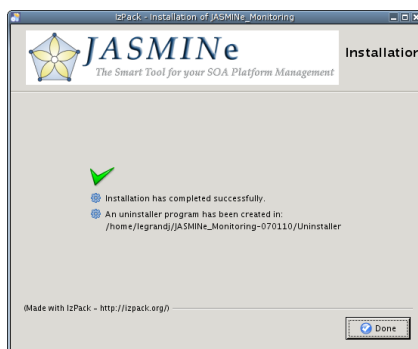 IzPack - Installation of JASMINe_Monitoring
JASMINe
The Smart Tool for your SOA Platform Management
Installation
Installation has completed successfully.
An uninstaller program has been created in:
/home/legrandj/JASMINe_Monitoring-070110/Uninstaller
(Made with IzPack - http://izpack.org/)
Done